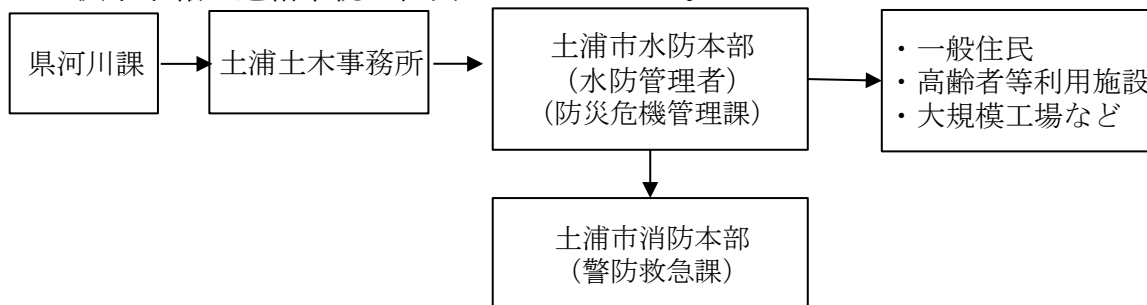 県河川課
土浦土木事務所
土浦市水防本部
（水防管理者）
（防災危機管理課）
・一般住民
・高齢者等利用施設
・大規模工場など
土浦市消防本部
（警防救急課）